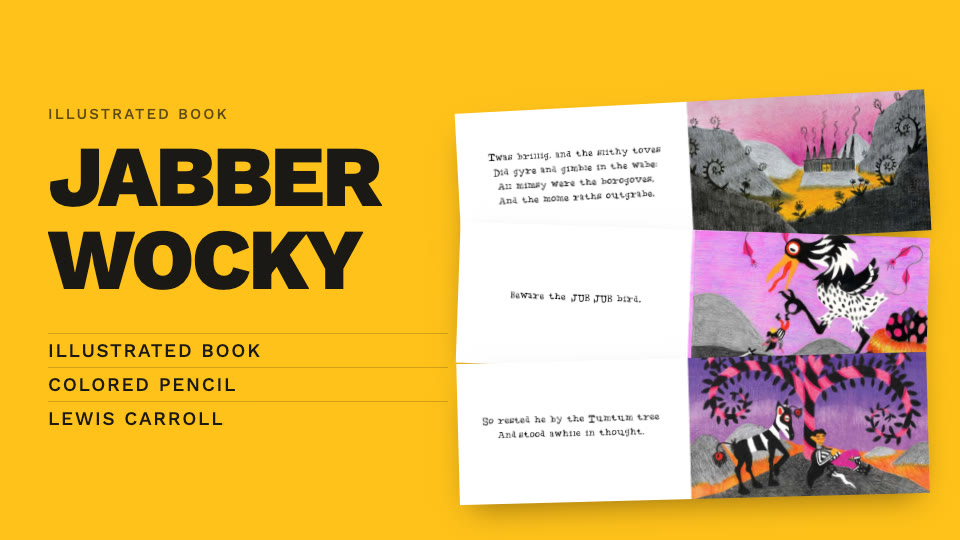 ILLUSTRATED BOOK
JABBER
WOCKY
ILLUSTRATED BOOK
COLORED PENCIL
LEWIS CARROLL
Twas brillig, and the slithy toves
Did gyre and gimble in the wabe:
All mimsy were the borogoves,
And the mome raths outgrabe.
Beware the JUB JUB bird,
So rested he by the Tumtum tree
And stood awhile in thought.